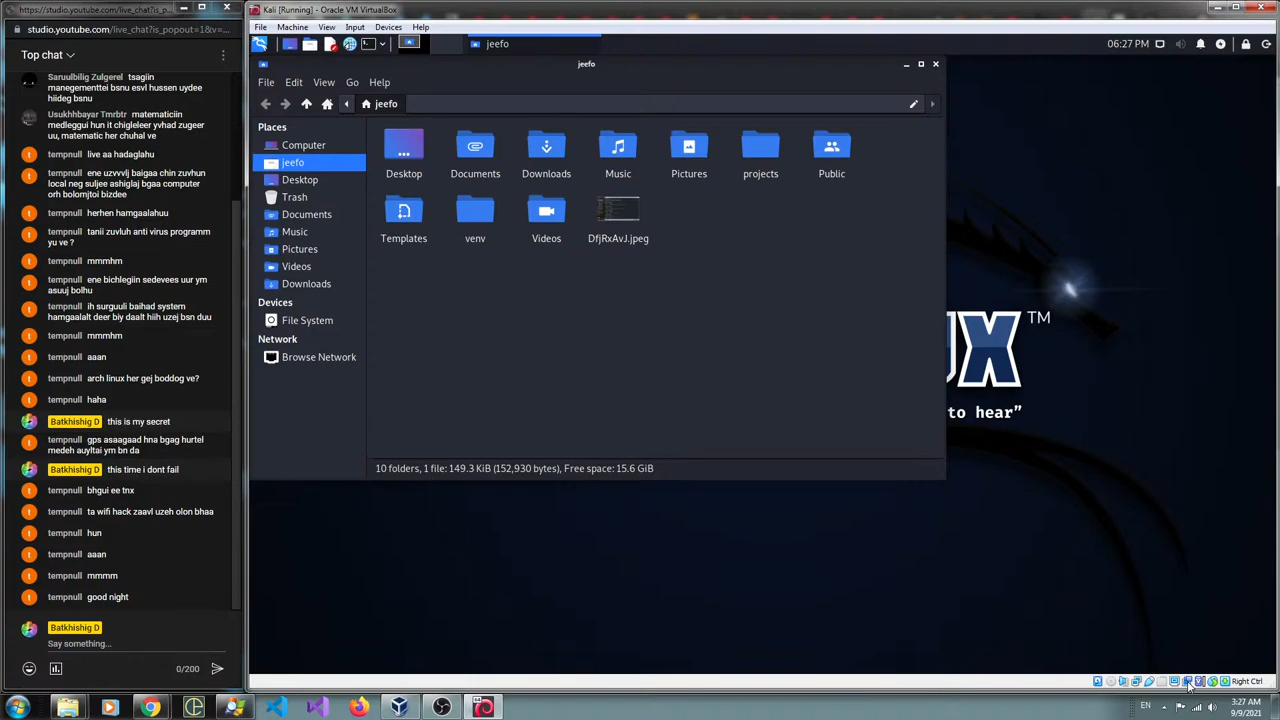 https://studio.youtube.com/live_chat?is_p...
studio.youtube.com/live_chat?is_popout=1&v=...
Top chat
Saruulbilig Zulgerel tsagiin
manegementtei bsnu esvl hussen uydee
hiideg bsnu
Usukhhbayar Tmrbtr matematiciin
medleggui hun it chigleleer yvhad zugeer
uu, matematic her chuhal ve
t tempnull live aa hadaglahu
t tempnull ene uzvvvlj baigaa chin zuvhun
local neg suljee ashiglaj bgaa computer
orh bolomjtoi bizdee
t tempnull herhen hamgaalahuu
t tempnull tanii zuvluh anti virus programm
yu ve ?
t tempnull mmmhm
t tempnull ene bichlegiin sedevees uur ym
asuuj bolhu
t tempnull ih surguuli baihad system
hamgaalalt deer biy daalt hiih uzej bsn duu
t tempnull mmmhm
t tempnull aaan
t tempnull arch linux her gej boddog ve?
t tempnull haha
Batkhishig D this is my secret
t tempnull gps asaagaad hna bgag hurtel
medeh auyltai ym bn da
Batkhishig D this time i dont fail
t tempnull bhgui ee tnx
t tempnull ta wifi hack zaavl uzeh olon bhaa
t tempnull hun
t tempnull aaan
t tempnull mmmm
t tempnull good night
Batkhishig D
Say something...
0/200
Kali [Running] - Oracle VM VirtualBox
File Machine View Input Devices Help
jeefo
06:27 PM
jeefo
File Edit View Go Help
jeefo
Places
Computer
jeefo
Desktop
Trash
Documents
Music
Pictures
Videos
Downloads
Devices
File System
Network
Browse Network
Desktop Documents Downloads Music Pictures projects Public
Templates venv Videos DfjRxAvJ.jpeg
10 folders, 1 file: 149.3 KiB (152,930 bytes), Free space: 15.6 GiB
UX TM
to hear”
Right Ctrl
EN
3:27 AM
9/9/2021